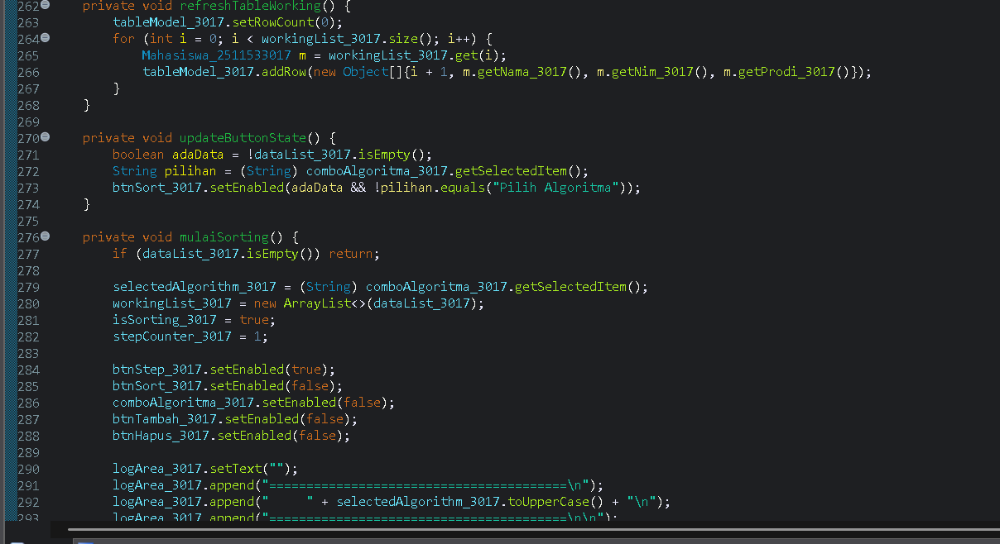 262 private void refreshTableWorking() {
263 tableModel_3017.setRowCount(0);
264 for (int i = 0; i < workingList_3017.size(); i++) {
265 Mahasiswa_2511533017 m = workingList_3017.get(i);
266 tableModel_3017.addRow(new Object[]{i + 1, m.getNama_3017(), m.getNim_3017(), m.getProdi_3017()});
267 }
268 }
269
270 private void updateButtonState() {
271 boolean adaData = !dataList_3017.isEmpty();
272 String pilihan = (String) comboAlgoritma_3017.getSelectedItem();
273 btnSort_3017.setEnabled(adaData && !pilihan.equals("Pilih Algoritma"));
274 }
275
276 private void mulaiSorting() {
277 if (dataList_3017.isEmpty()) return;
278
279 selectedAlgorithm_3017 = (String) comboAlgoritma_3017.getSelectedItem();
280 workingList_3017 = new ArrayList<>(dataList_3017);
281 isSorting_3017 = true;
282 stepCounter_3017 = 1;
283
284 btnStep_3017.setEnabled(true);
285 btnSort_3017.setEnabled(false);
286 comboAlgoritma_3017.setEnabled(false);
287 btnTambah_3017.setEnabled(false);
288 btnHapus_3017.setEnabled(false);
289
290 logArea_3017.setText("");
291 logArea_3017.append("========================================\n");
292 logArea_3017.append("     " + selectedAlgorithm_3017.toUpperCase() + "\n");
293 logArea_3017.append("========================================\n\n");